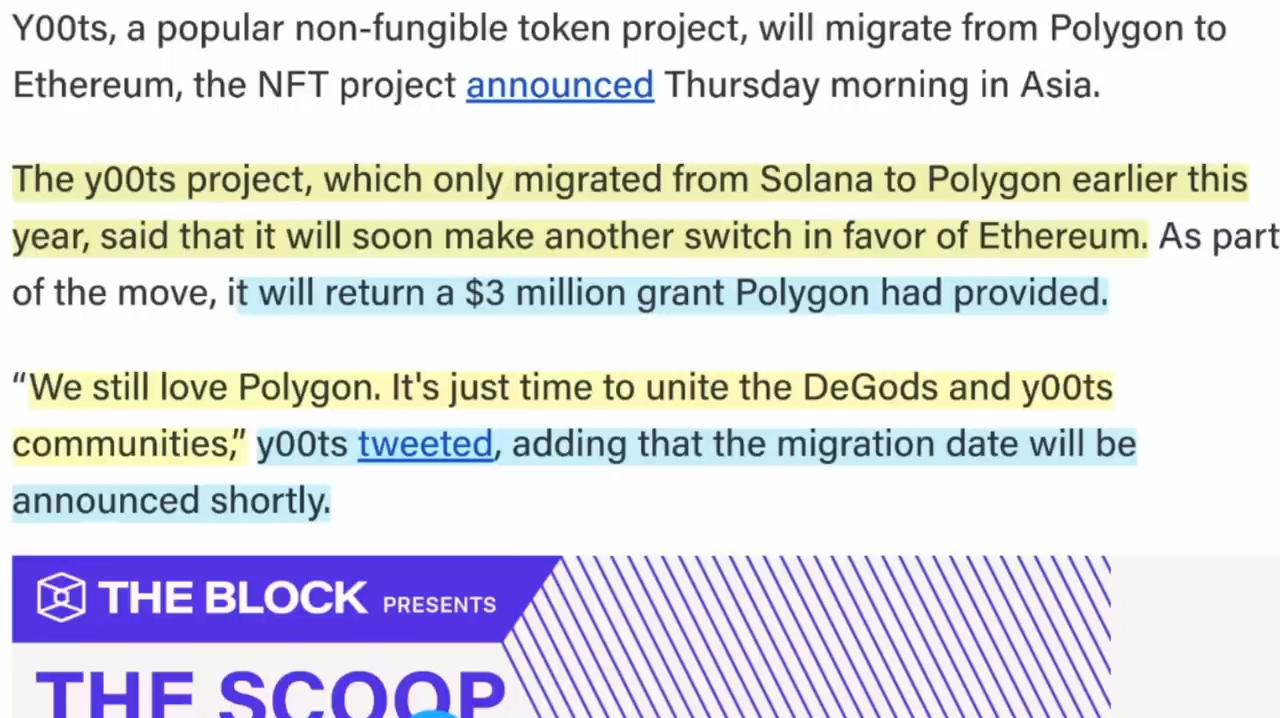 Y00ts, a popular non-fungible token project, will migrate from Polygon to
Ethereum, the NFT project announced Thursday morning in Asia.
The y00ts project, which only migrated from Solana to Polygon earlier this
year, said that it will soon make another switch in favor of Ethereum. As part
of the move, it will return a $3 million grant Polygon had provided.
“We still love Polygon. It's just time to unite the DeGods and y00ts
communities,” y00ts tweeted, adding that the migration date will be
announced shortly.
THE BLOCK PRESENTS
THE SCOOP